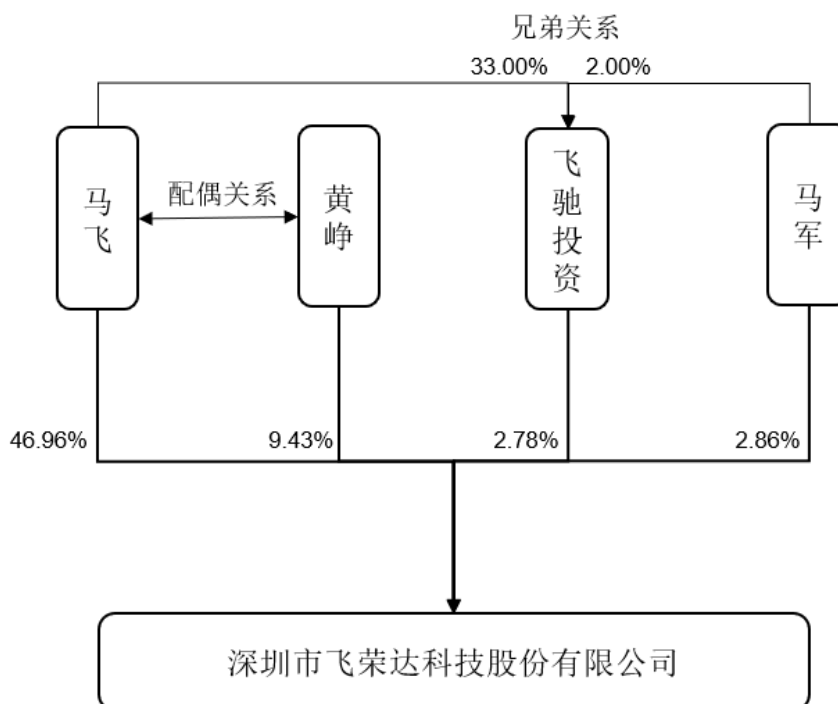 兄弟关系
33.00% 2.00%
马飞
配偶关系
黄峥
飞驰投资
马军
46.96%
9.43%
2.78%
2.86%
深圳市飞荣达科技股份有限公司